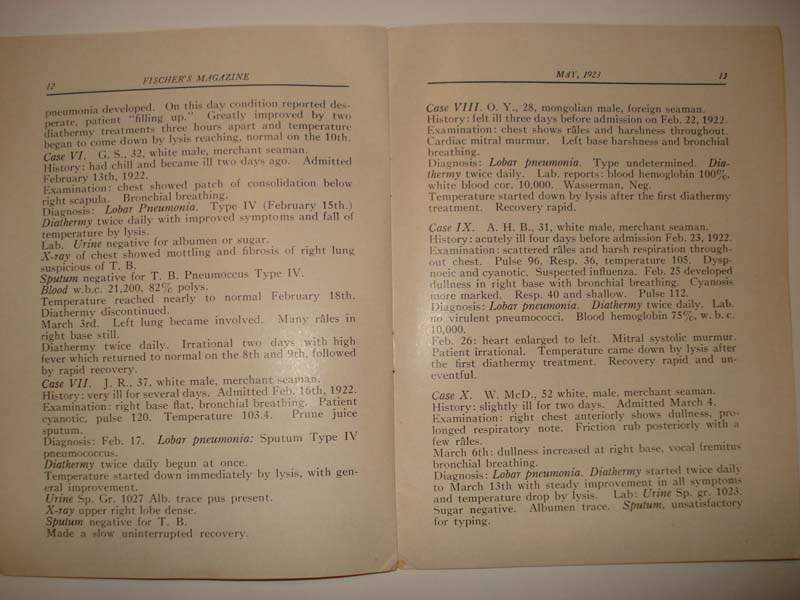 12
FISCHER'S MAGAZINE
pneumonia developed. On this day condition reported des-
perate, patient "filling up." Greatly improved by two
diathermy treatments three hours apart and temperature
began to come down by lysis reaching, normal on the 10th.
Case VI. G. S., 32, white male, merchant seaman.
History: had chill and became ill two days ago. Admitted
February 13th, 1922.
Examination: chest showed patch of consolidation below
right scapula. Bronchial breathing.
Diagnosis: Lobar Pneumonia. Type IV (February 15th.)
Diathermy twice daily with improved symptoms and fall of
temperature by lysis.
Lab. Urine negative for albumen or sugar.
X-ray of chest showed mottling and fibrosis of right lung
suspicious of T. B.
Sputum negative for T. B. Pneumoccus Type IV.
Blood w.b.c. 21,200, 82% polys.
Temperature reached nearly to normal February 18th.
Diathermy discontinued.
March 3rd. Left lung became involved. Many râles in
right base still.
Diathermy twice daily. Irrational two days with high
fever which returned to normal on the 8th and 9th, followed
by rapid recovery.
Case VII. J. R., 37, white male, merchant seaman.
History: very ill for several days. Admitted Feb. 16th, 1922.
Examination: right base flat, bronchial breathing. Patient
cyanotic, pulse 120. Temperature 103.4. Prune juice
sputum.
Diagnosis: Feb. 17. Lobar pneumonia: Sputum Type IV
pneumococcus.
Diathermy twice daily begun at once.
Temperature started down immediately by lysis, with gen-
eral improvement.
Urine Sp. Gr. 1027 Alb. trace pus present.
X-ray upper right lobe dense.
Sputum negative for T. B.
Made a slow uninterrupted recovery.
MAY, 1923
13
Case VIII. O. Y., 28, mongolian male, foreign seaman.
History: felt ill three days before admission on Feb. 22, 1922.
Examination: chest shows râles and harshness throughout.
Cardiac mitral murmur. Left base harshness and bronchial
breathing.
Diagnosis: Lobar pneumonia. Type undetermined. Dia-
thermy twice daily. Lab. reports: blood hemoglobin 100%,
white blood cor. 10,000. Wasserman, Neg.
Temperature started down by lysis after the first diathermy
treatment. Recovery rapid.
Case IX. A. H. B., 31, white male, merchant seaman.
History: acutely ill four days before admission Feb. 23, 1922.
Examination: scattered râles and harsh respiration through-
out chest. Pulse 96, Resp. 36, temperature 105. Dysp-
noeic and cyanotic. Suspected influenza. Feb. 25 developed
dullness in right base with bronchial breathing. Cyanosis
more marked. Resp. 40 and shallow. Pulse 112.
Diagnosis: Lobar pneumonia. Diathermy twice daily. Lab.
no virulent pneumococci. Blood hemoglobin 75%, w. b. c.
10,000.
Feb. 26: heart enlarged to left. Mitral systolic murmur.
Patient irrational. Temperature came down by lysis after
the first diathermy treatment. Recovery rapid and un-
eventful.
Case X. W. McD., 52 white, male, merchant seaman.
History: slightly ill for two days. Admitted March 4.
Examination: right chest anteriorly shows dullness, pro-
longed respiratory note. Friction rub posteriorly with a
few râles.
March 6th: dullness increased at right base, vocal fremitus
bronchial breathing.
Diagnosis: Lobar pneumonia. Diathermy started twice daily
to March 13th with steady improvement in all symptoms
and temperature drop by lysis. Lab: Urine Sp. gr. 1023.
Sugar negative. Albumen trace. Sputum, unsatisfactory
for typing.